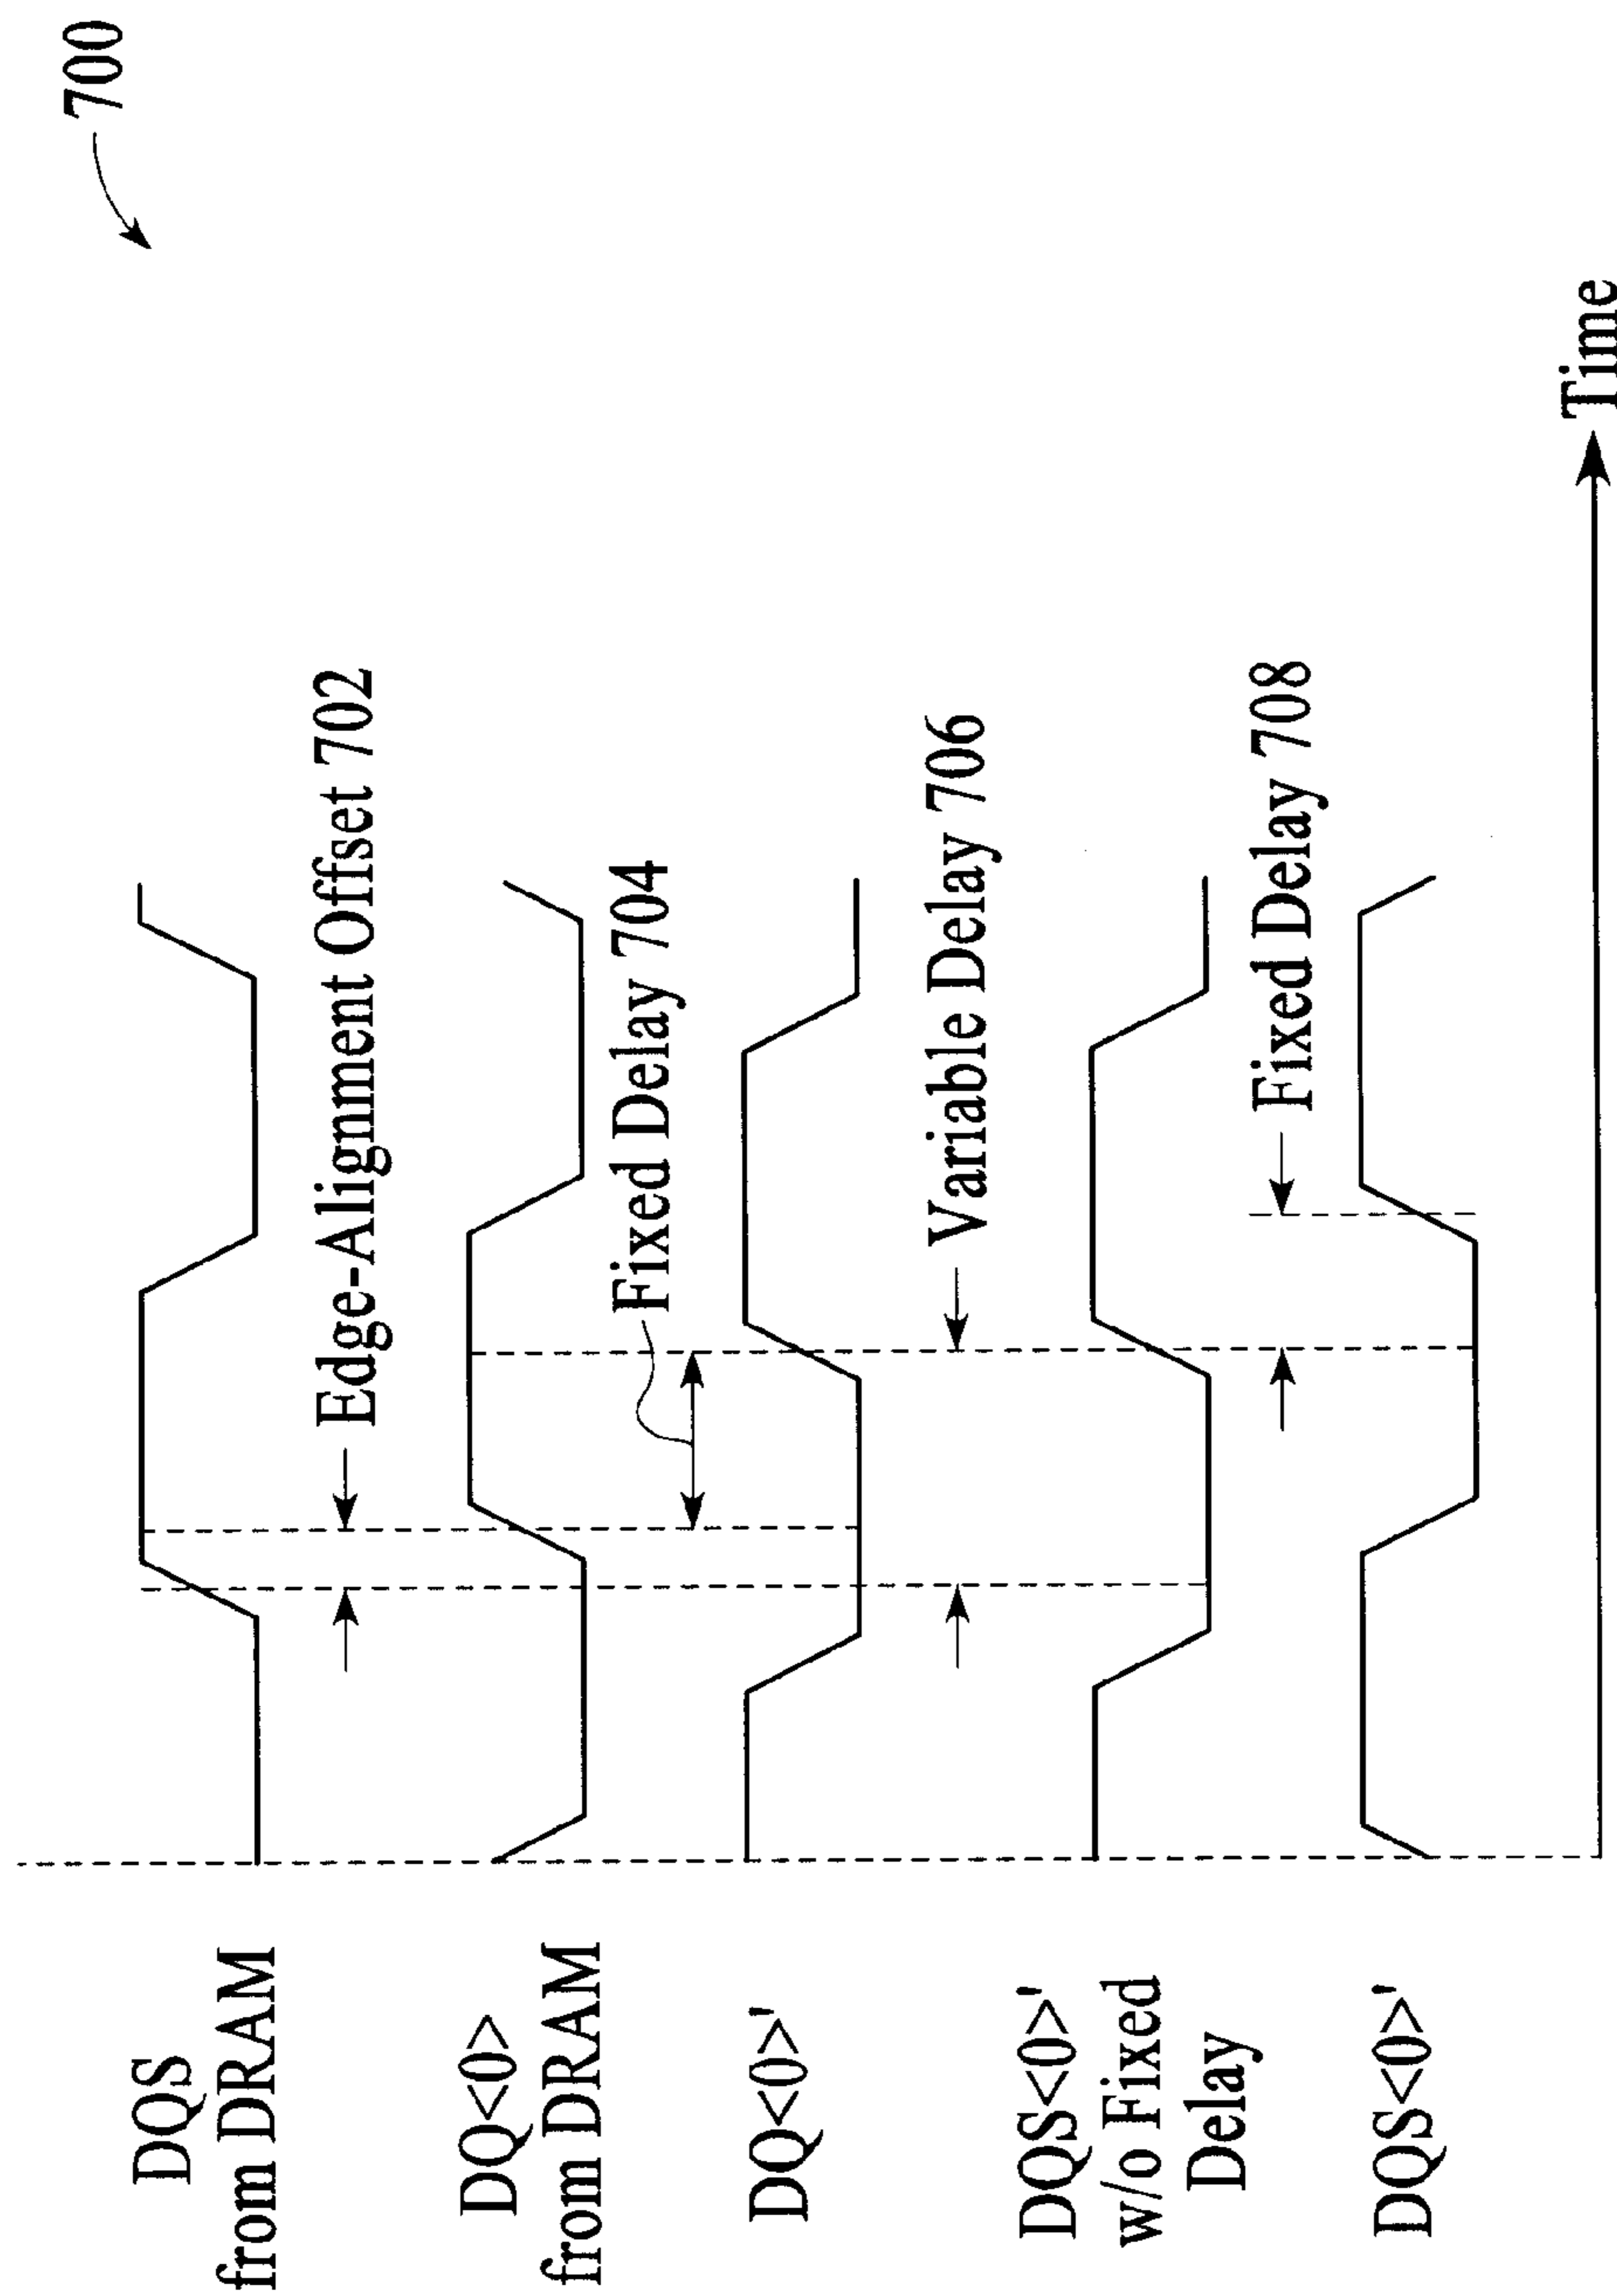 700
DQS
from DRAM
Edge-Alignment Offset 702
DQ<0>
from DRAM
Fixed Delay 704
DQ<0>'
Variable Delay 706
DQS<0>'
w/o Fixed
Delay
Fixed Delay 708
DQS<0>'
Time